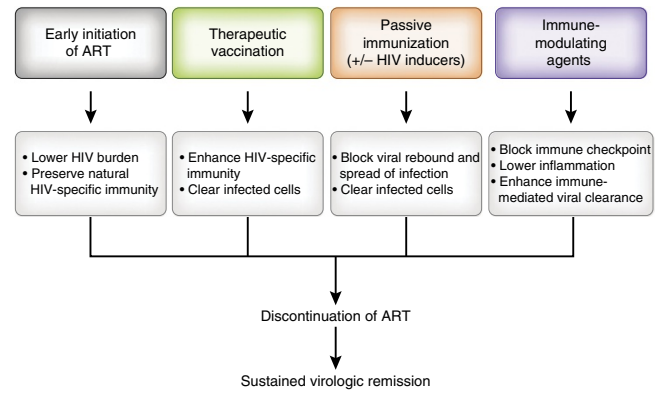 Early initiation
of ART
Therapeutic
vaccination
Passive
immunization
(+/– HIV inducers)
Immune-
modulating
agents
• Lower HIV burden
• Preserve natural
HIV-specific immunity
• Enhance HIV-specific
immunity
• Clear infected cells
• Block viral rebound and
spread of infection
• Clear infected cells
• Block immune checkpoint
• Lower inflammation
• Enhance immune-
mediated viral clearance
Discontinuation of ART
Sustained virologic remission